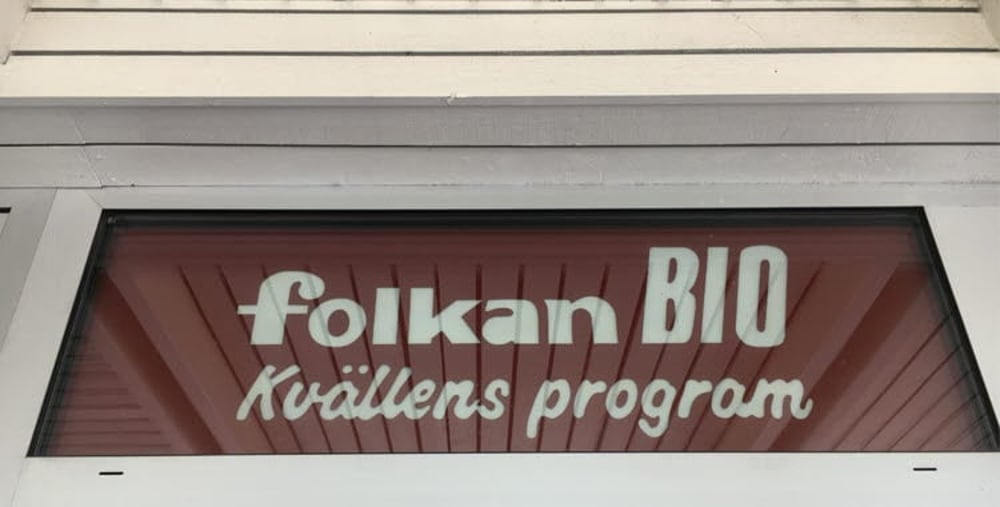 folkan BIO
Kvällens program